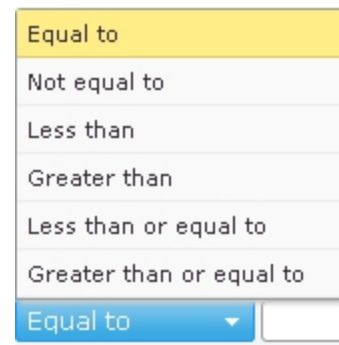 Equal to
Not equal to
Less than
Greater than
Less than or equal to
Greater than or equal to
Equal to